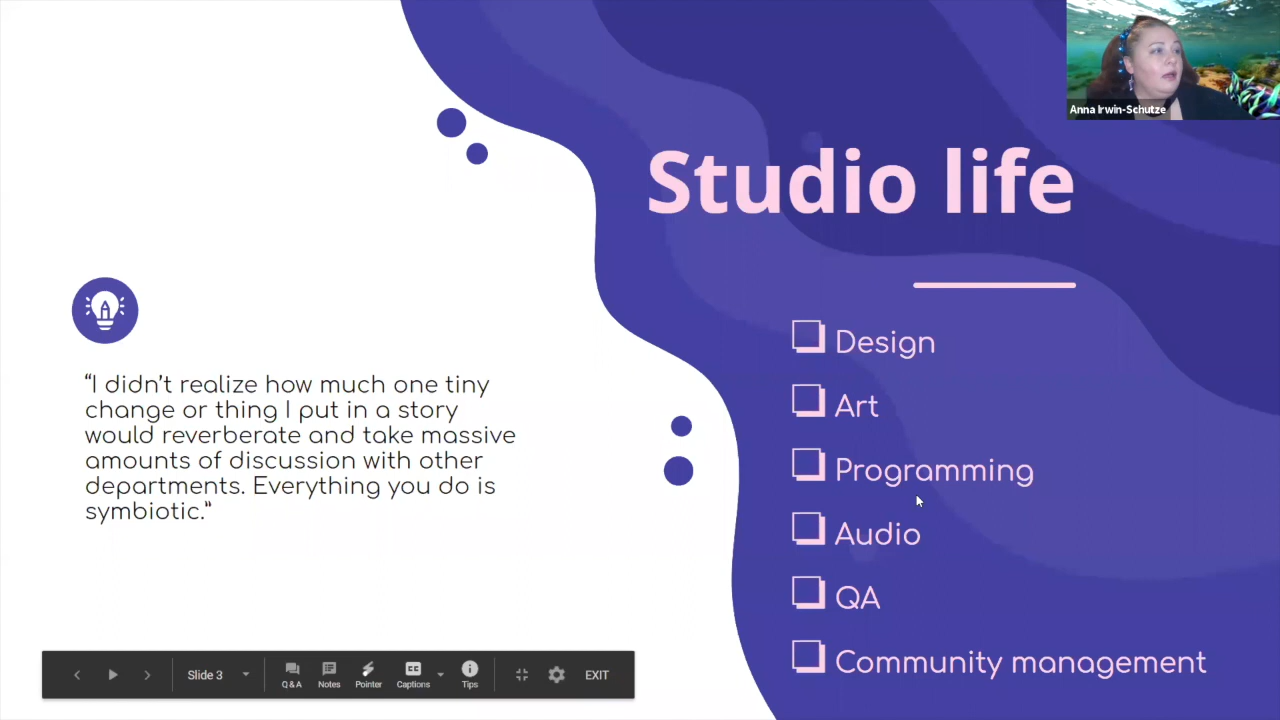 Anna Irwin-Schutze
Studio life
“I didn’t realize how much one tiny
change or thing I put in a story
would reverberate and take massive
amounts of discussion with other
departments. Everything you do is
symbiotic.”
Design
Art
Programming
Audio
QA
Community management
Slide 3
Q & A
Notes
Pointer
CC
Captions
Tips
EXIT